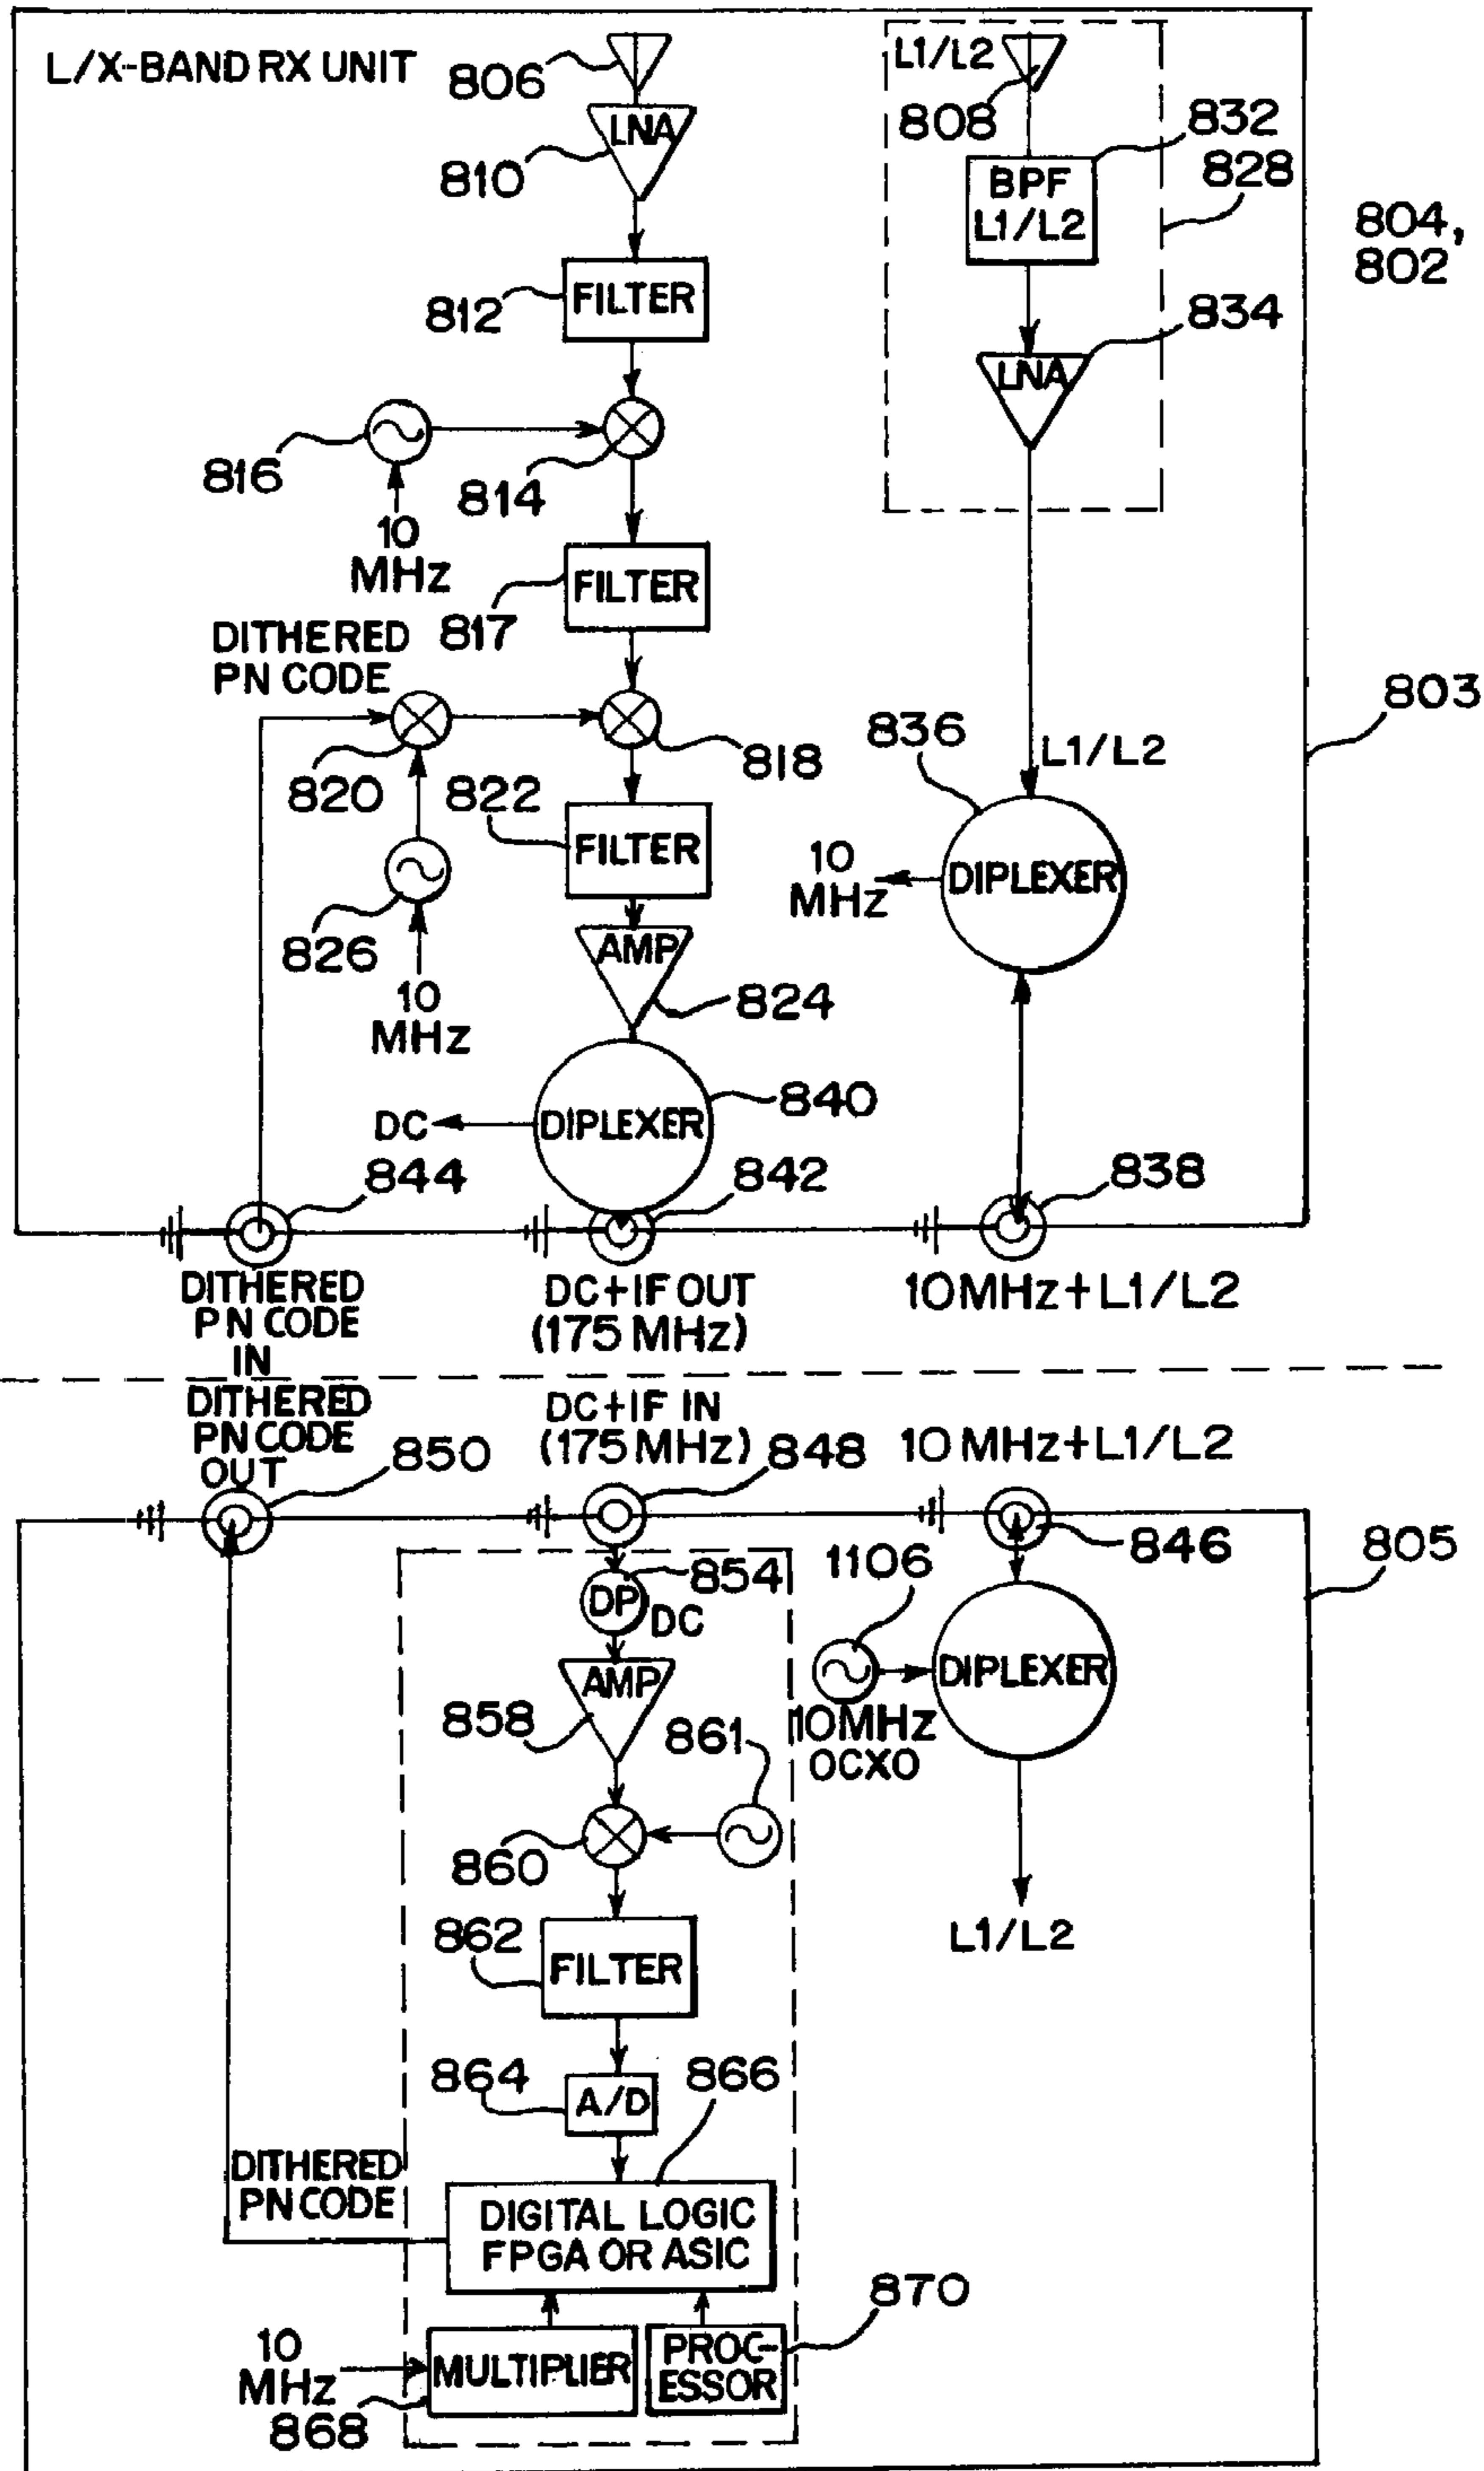 L/X-BAND RX UNIT
806
L1/L2
808
LNA
810
832
BPF
L1/L2
828
804,
802
FILTER
812
834
LNA
816
814
10
MHz
FILTER
817
DITHERED
PN CODE
803
836
L1/L2
818
820
822
FILTER
10
MHz
DIPLEXER
826
AMP
10
MHz
824
DIPLEXER
840
DC
844
842
838
DITHERED
PN CODE
IN
DC+IF OUT
(175 MHz)
10MHz+L1/L2
DITHERED
PN CODE
OUT
DC+IF IN
(175 MHz)
10 MHz+L1/L2
850
848
846
805
854
DP
DC
1106
AMP
DIPLEXER
858
861
10MHz
OCXO
860
862
FILTER
L1/L2
864
866
A/D
DITHERED
PN CODE
DIGITAL LOGIC
FPGA OR ASIC
870
10
MHz
MULTIPLIER
PROC-
ESSOR
868